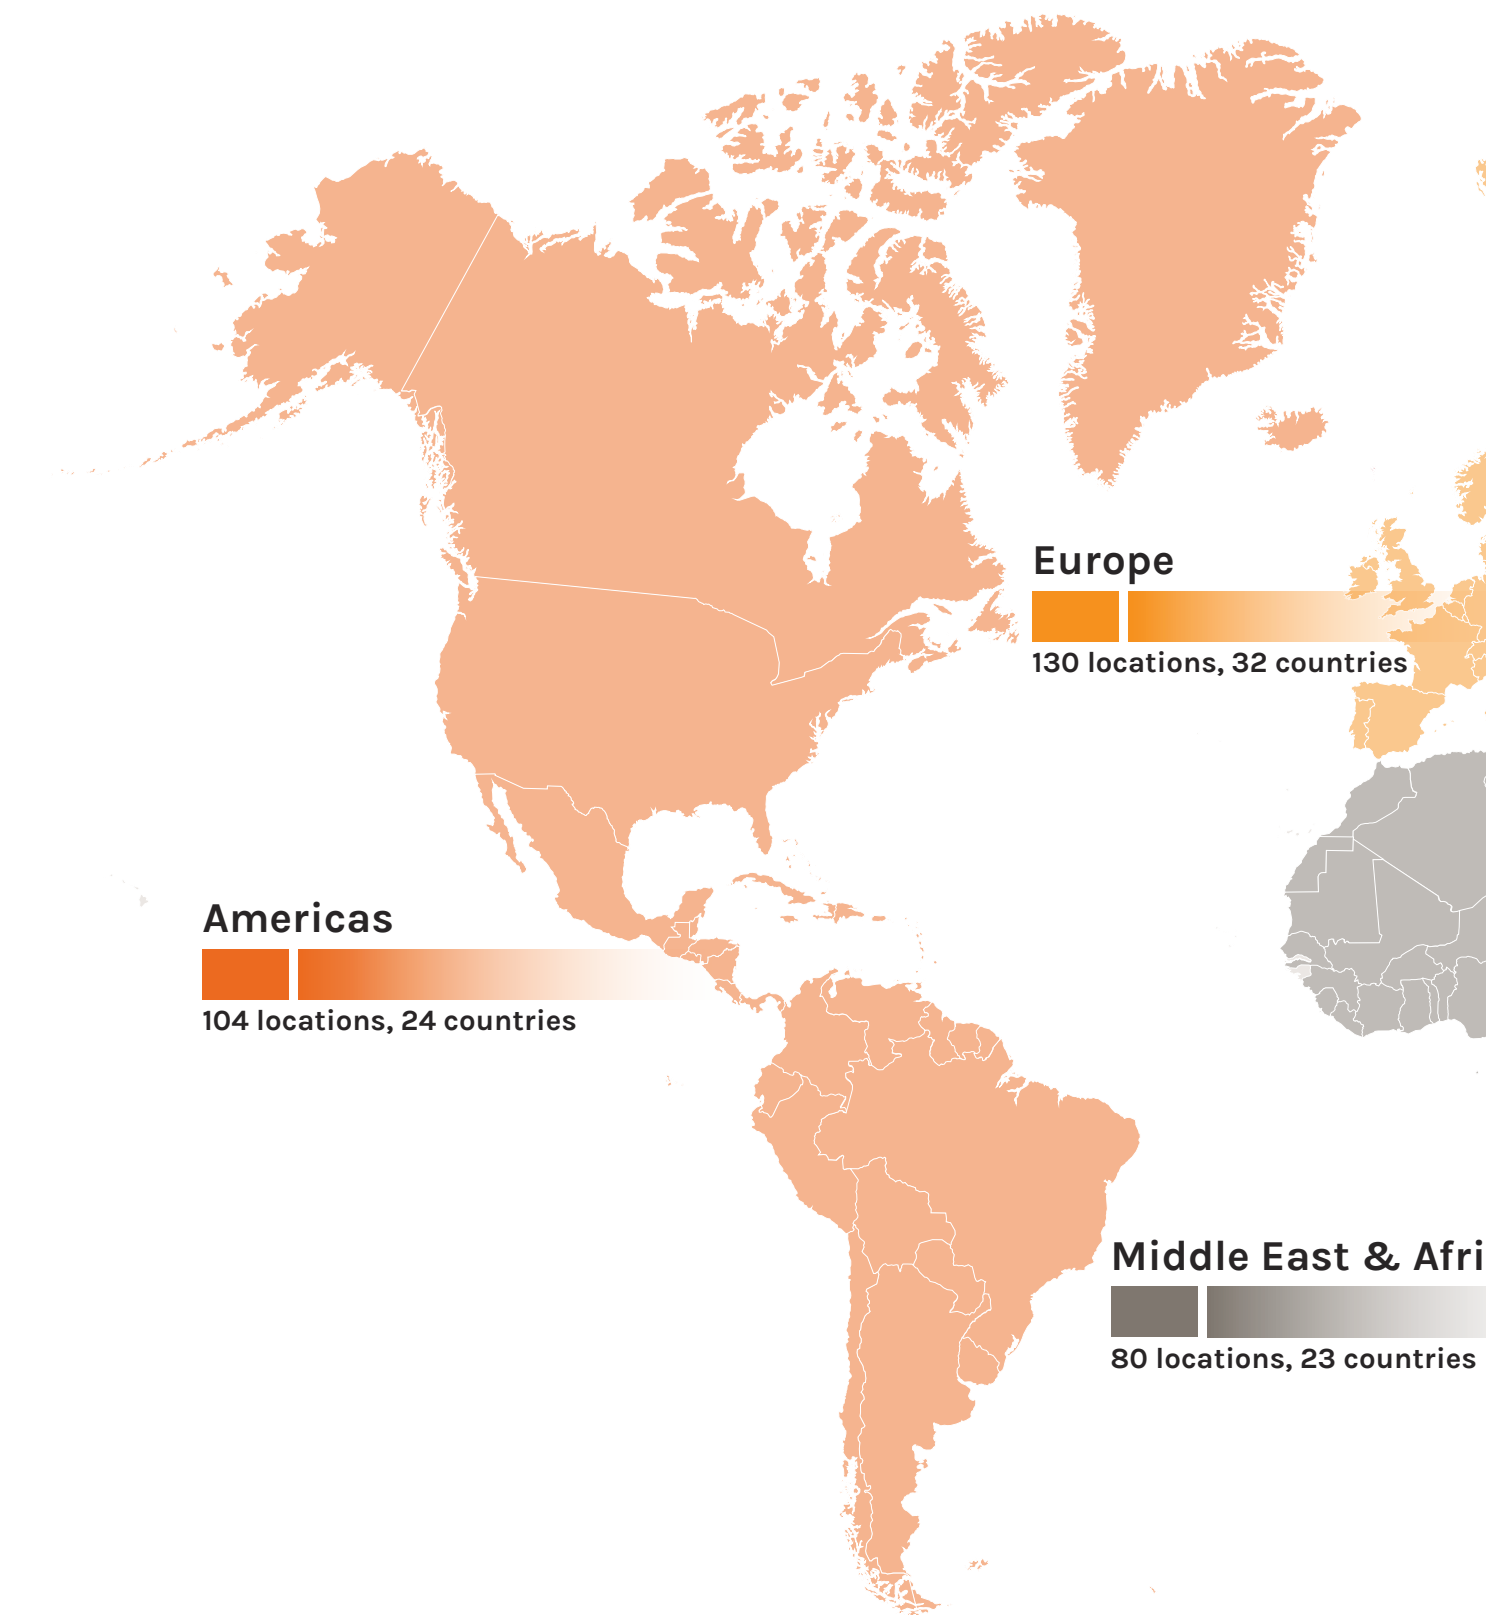 Europe
130 locations, 32 countries
Americas
104 locations, 24 countries
Middle East & Afri
80 locations, 23 countries